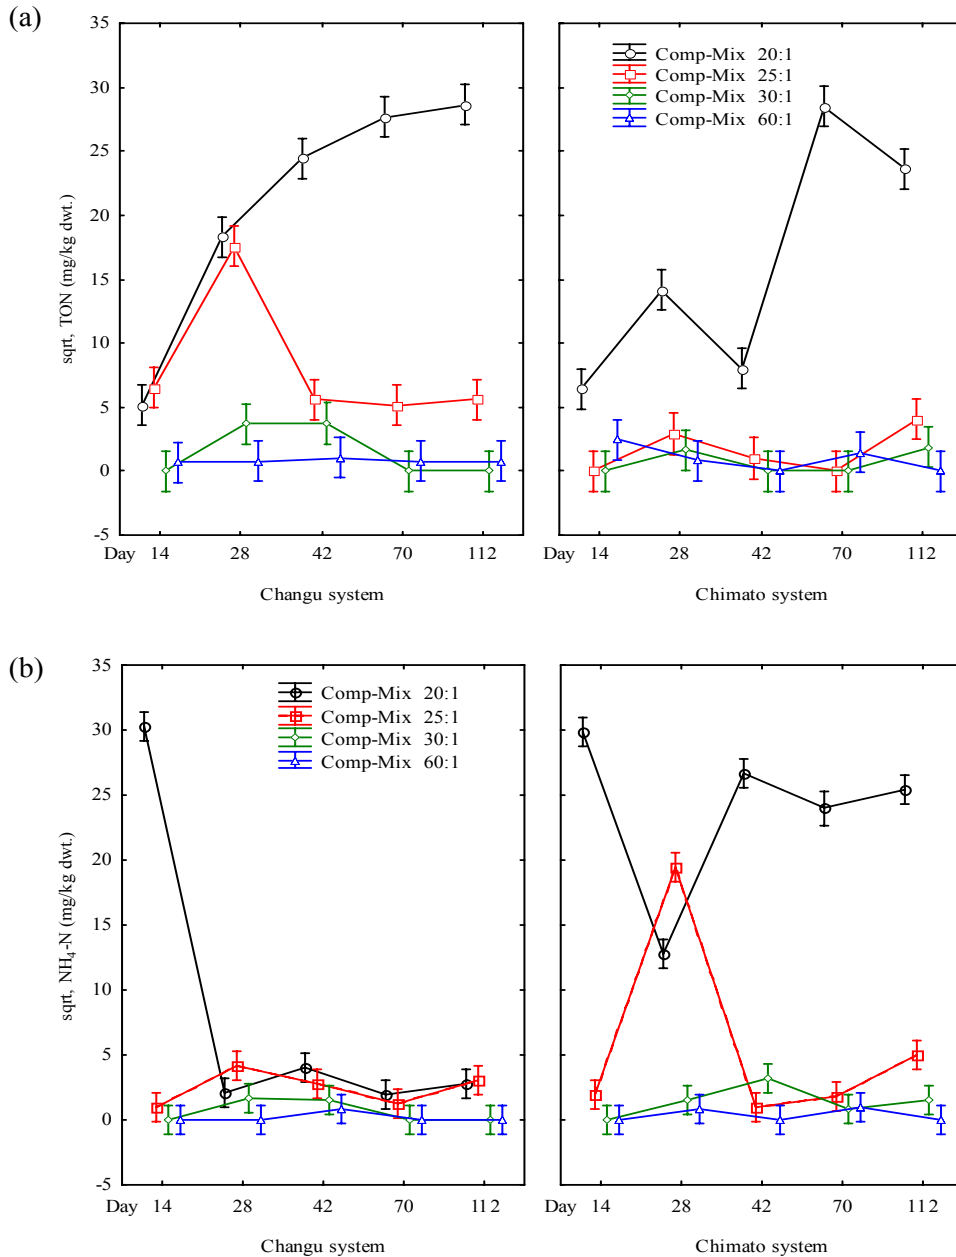 (a)
sqrt, TON (mg/kg dwt.)
35
30
25
20
15
10
5
0
-5
Day 14 28 42 70 112
Changu system
Comp-Mix 20:1
Comp-Mix 25:1
Comp-Mix 30:1
Comp-Mix 60:1
14 28 42 70 112
Chimato system
(b)
sqrt, NH₄-N (mg/kg dwt.)
35
30
25
20
15
10
5
0
-5
Comp-Mix 20:1
Comp-Mix 25:1
Comp-Mix 30:1
Comp-Mix 60:1
Day 14 28 42 70 112
Changu system
14 28 42 70 112
Chimato system